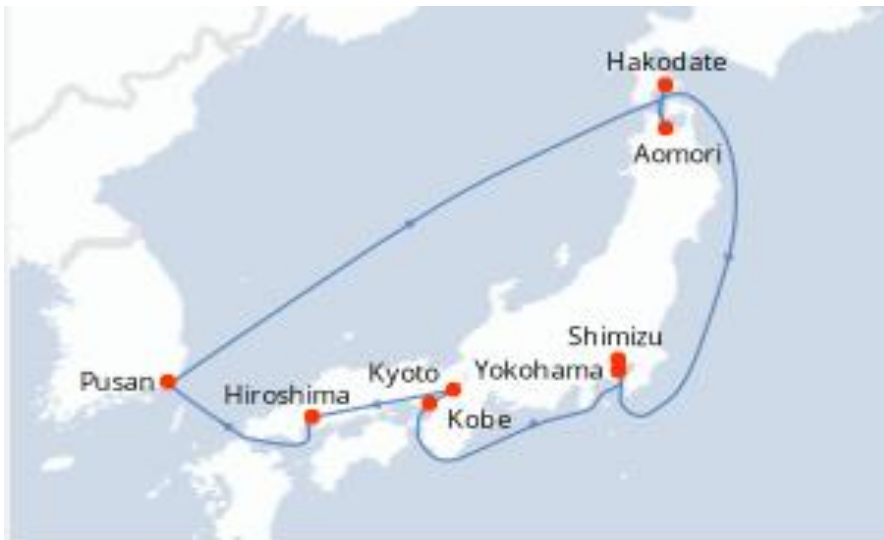 Hakodate
Aomori
Shimizu
Yokohama
Kyoto
Pusan
Hiroshima
Kobe